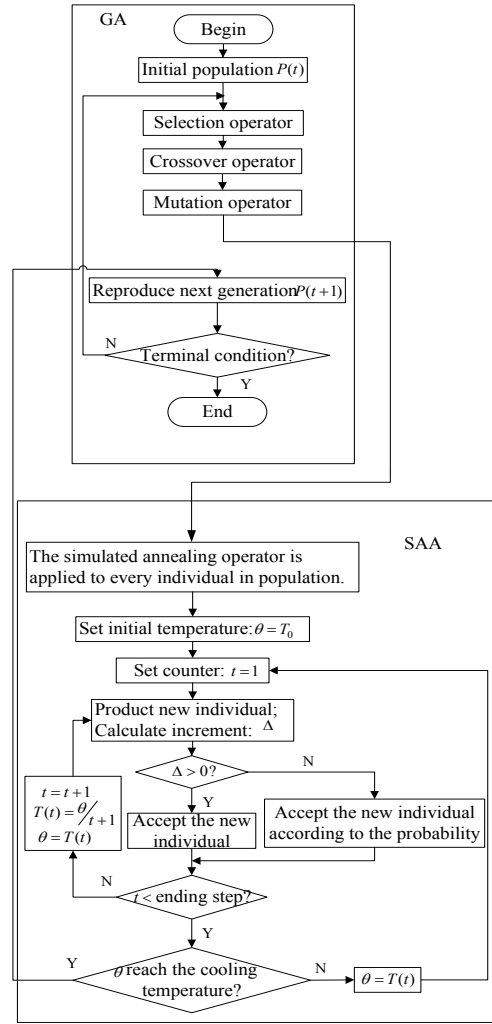 GA
Begin
Initial population P(t)
Selection operator
Crossover operator
Mutation operator
Reproduce next generation P(t+1)
N
Terminal condition?
Y
End
SAA
The simulated annealing operator is
applied to every individual in population.
Set initial temperature: θ = T₀
Set counter: t = 1
Product new individual;
Calculate increment: Δ
Δ > 0?
N
Y
t = t+1
T(t) = θ/t+1
θ = T(t)
Accept the new
individual
Accept the new individual
according to the probability
N
t < ending step?
Y
Y
θ reach the cooling
temperature?
N
θ = T(t)